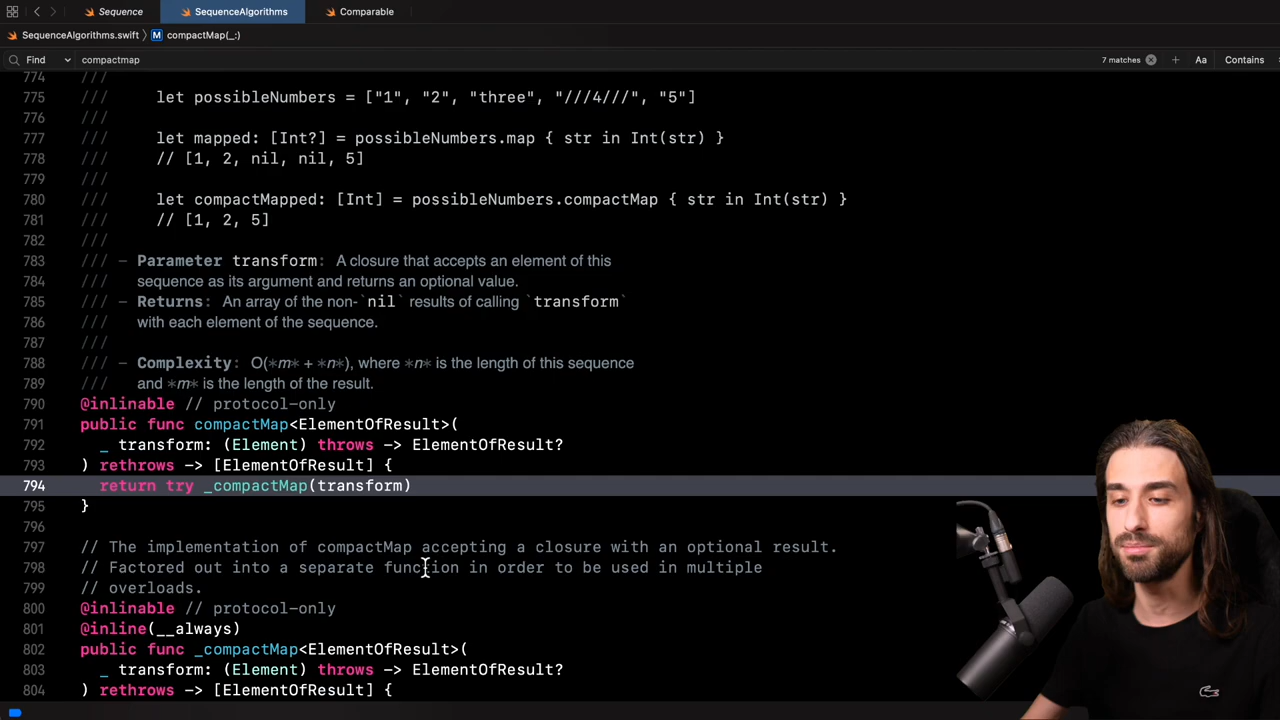 Sequence
SequenceAlgorithms
Comparable
SequenceAlgorithms.swift
M
compactMap(_:)
Find
compactmap
7 matches
Aa
Contains
774 ///
775 /// let possibleNumbers = ["1", "2", "three", "///4///", "5"]
776 ///
777 /// let mapped: [Int?] = possibleNumbers.map { str in Int(str) }
778 /// // [1, 2, nil, nil, 5]
779 ///
780 /// let compactMapped: [Int] = possibleNumbers.compactMap { str in Int(str) }
781 /// // [1, 2, 5]
782 ///
783 /// – Parameter transform: A closure that accepts an element of this
784 /// sequence as its argument and returns an optional value.
785 /// – Returns: An array of the non-`nil` results of calling `transform`
786 /// with each element of the sequence.
787 ///
788 /// – Complexity: O(*m* + *n*), where *n* is the length of this sequence
789 /// and *m* is the length of the result.
790 @inlinable // protocol-only
791 public func compactMap<ElementOfResult>(
792 _ transform: (Element) throws -> ElementOfResult?
793 ) rethrows -> [ElementOfResult] {
794 return try _compactMap(transform)
795 }
796
797 // The implementation of compactMap accepting a closure with an optional result.
798 // Factored out into a separate function in order to be used in multiple
799 // overloads.
800 @inlinable // protocol-only
801 @inline(__always)
802 public func _compactMap<ElementOfResult>(
803 _ transform: (Element) throws -> ElementOfResult?
804 ) rethrows -> [ElementOfResult] {